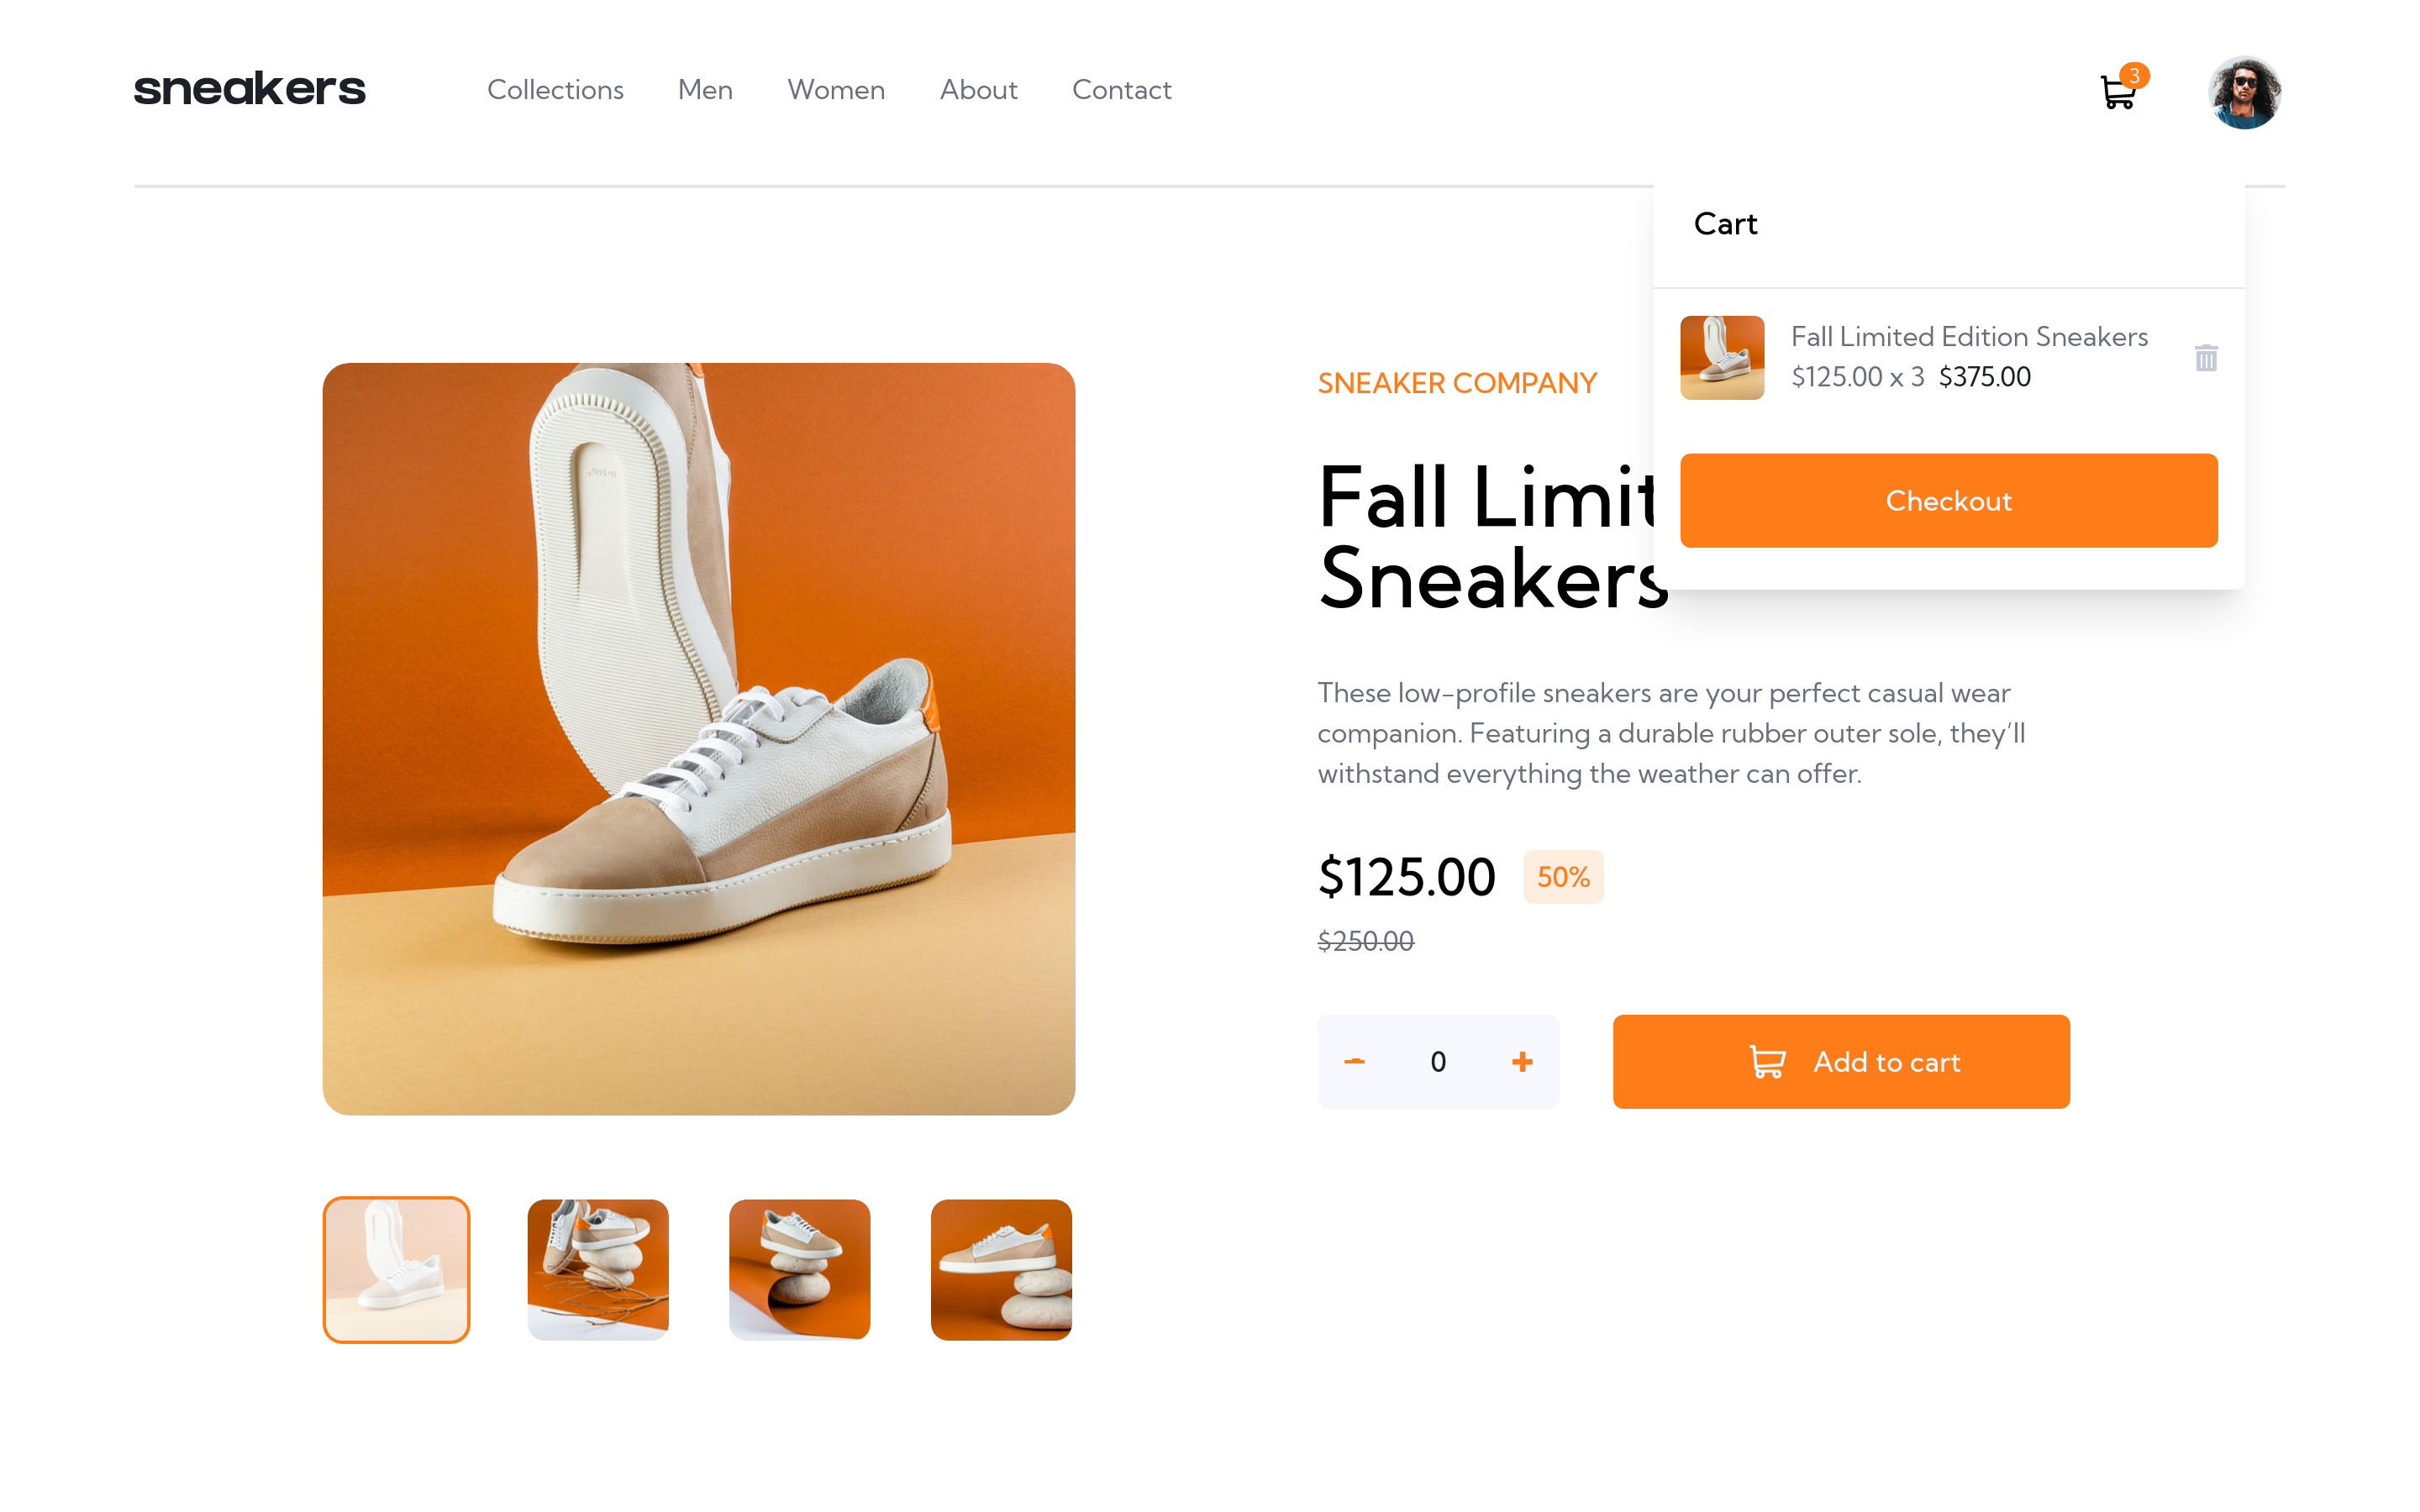 sneakers
Collections Men Women About Contact
3
Cart
Fall Limited Edition Sneakers
$125.00 x 3 $375.00
Checkout
SNEAKER COMPANY
Fall Limit
Sneakers
These low-profile sneakers are your perfect casual wear
companion. Featuring a durable rubber outer sole, they’ll
withstand everything the weather can offer.
$125.00 50%
$250.00
− 0 +
Add to cart